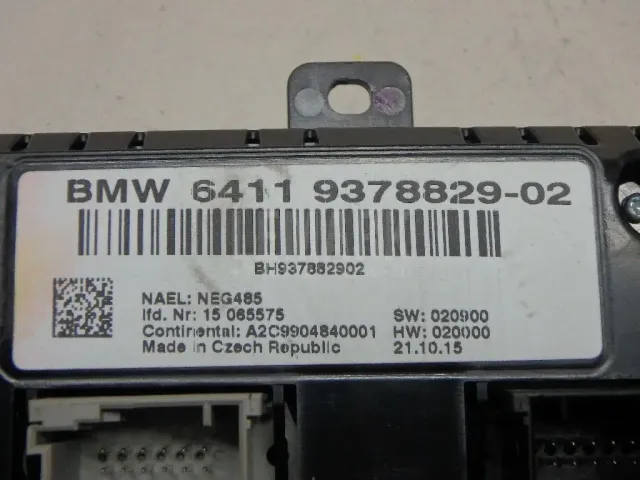 BMW 6411 9378829-02
BH937882902
NAEL: NEG485
lfd. Nr: 15 065575
SW: 020900
Continental: A2C9904840001
HW: 020000
Made in Czech Republic
21.10.15